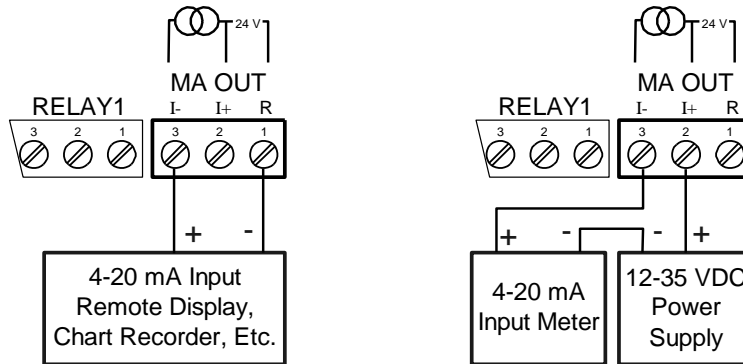 24 V
MA OUT
RELAY1 I- I+ R
3 2 1 3 2 1
+ -
4-20 mA Input
Remote Display,
Chart Recorder, Etc.
24 V
MA OUT
RELAY1 I- I+ R
3 2 1 3 2 1
+ - - +
4-20 mA
Input Meter
12-35 VDC
Power
Supply